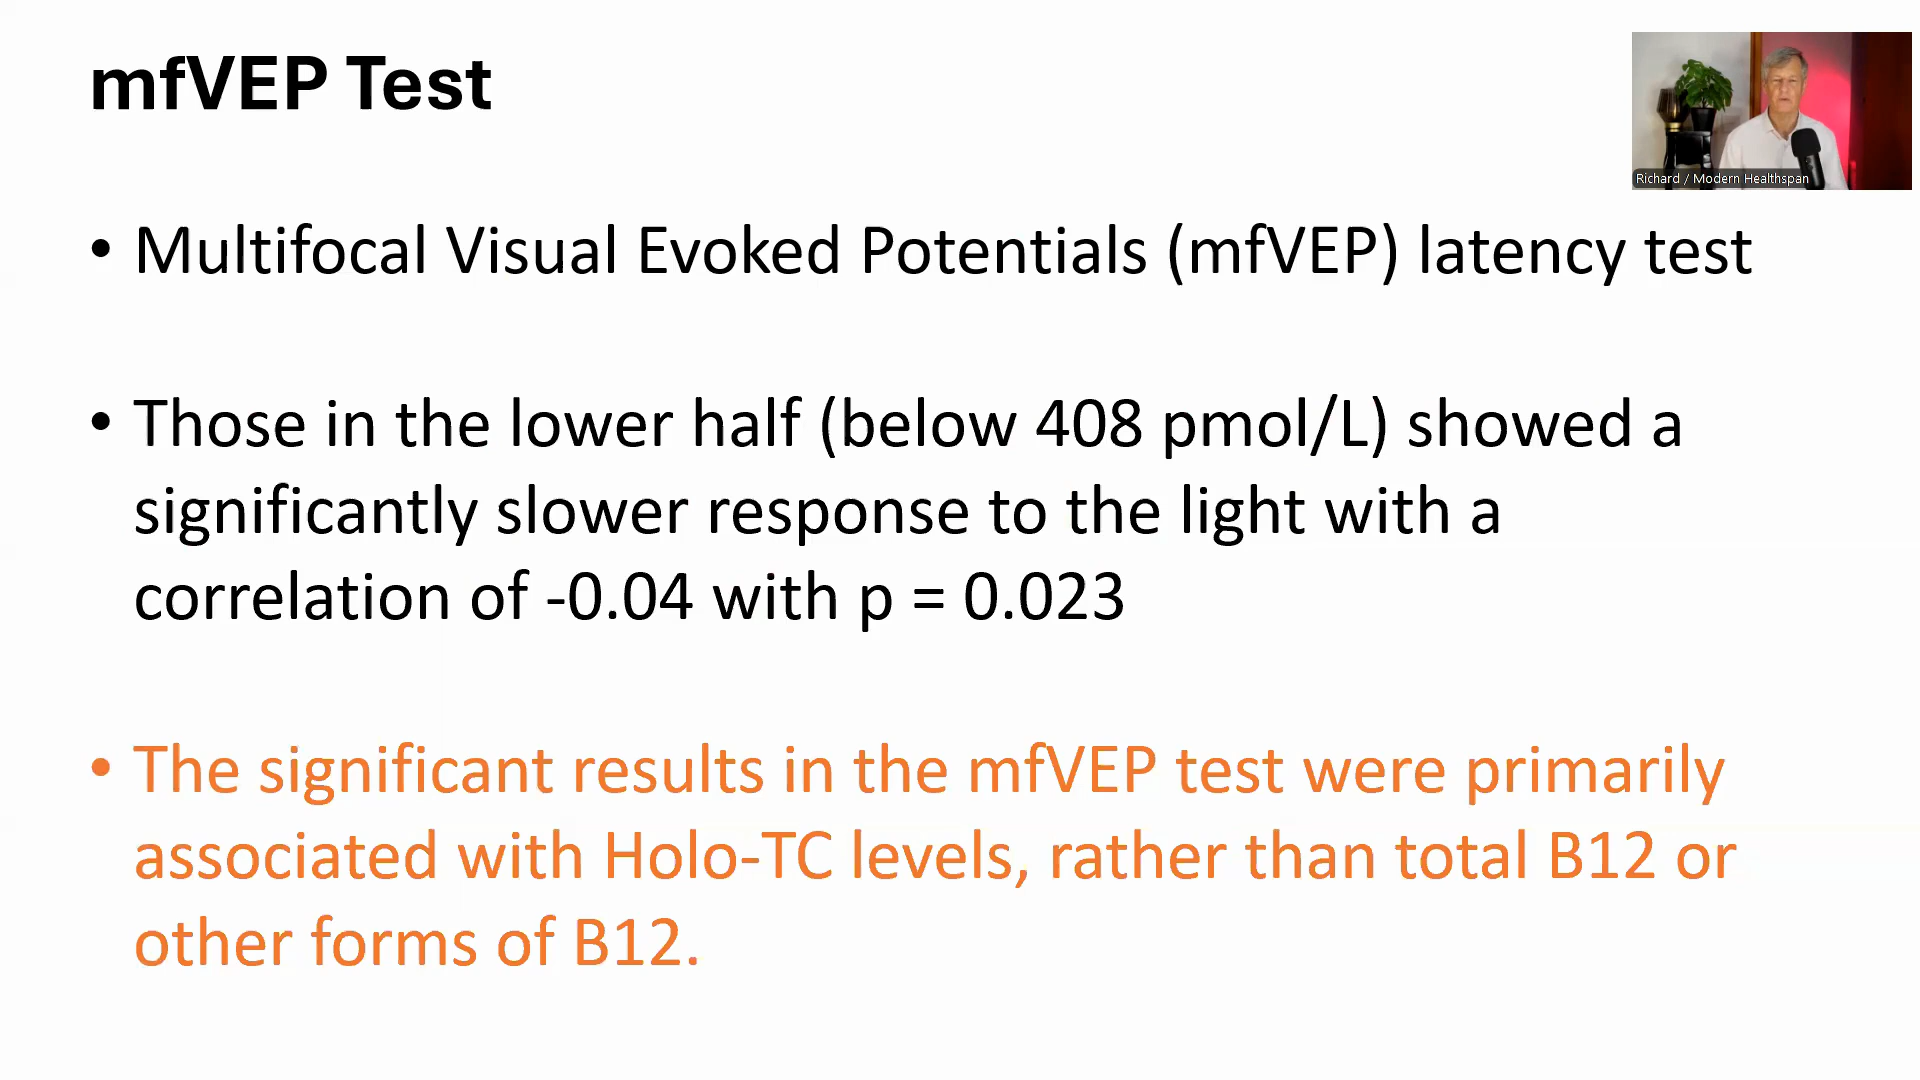 mfVEP Test
Richard / Modern Healthspan
• Multifocal Visual Evoked Potentials (mfVEP) latency test
• Those in the lower half (below 408 pmol/L) showed a
significantly slower response to the light with a
correlation of -0.04 with p = 0.023
• The significant results in the mfVEP test were primarily
associated with Holo-TC levels, rather than total B12 or
other forms of B12.